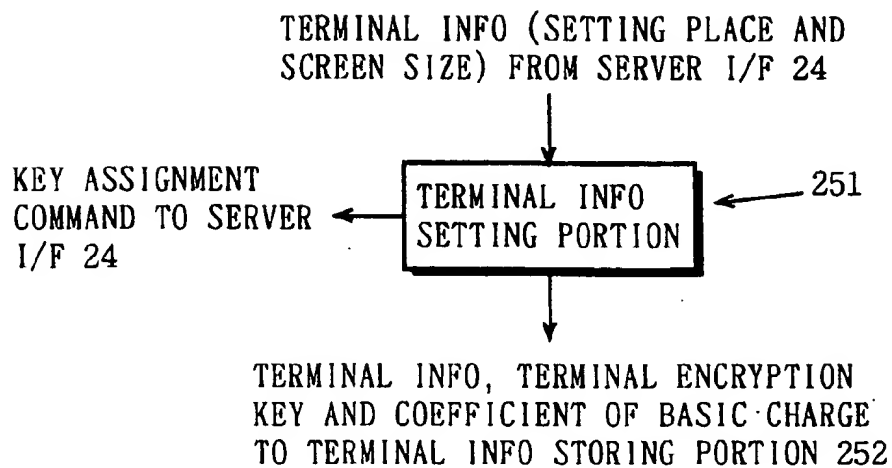 TERMINAL INFO (SETTING PLACE AND
SCREEN SIZE) FROM SERVER I/F 24
KEY ASSIGNMENT
COMMAND TO SERVER
I/F 24
TERMINAL INFO
SETTING PORTION
251
TERMINAL INFO, TERMINAL ENCRYPTION
KEY AND COEFFICIENT OF BASIC CHARGE
TO TERMINAL INFO STORING PORTION 252